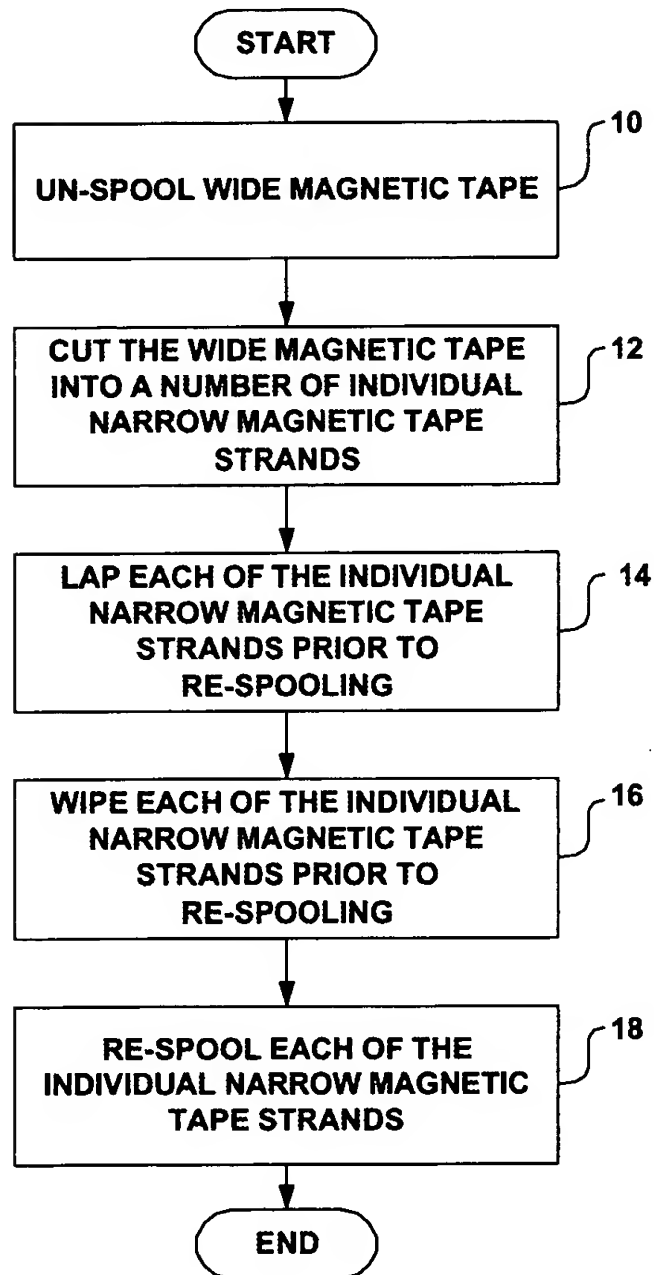 START
10
UN-SPOOL WIDE MAGNETIC TAPE
12
CUT THE WIDE MAGNETIC TAPE
INTO A NUMBER OF INDIVIDUAL
NARROW MAGNETIC TAPE
STRANDS
14
LAP EACH OF THE INDIVIDUAL
NARROW MAGNETIC TAPE
STRANDS PRIOR TO
RE-SPOOLING
16
WIPE EACH OF THE INDIVIDUAL
NARROW MAGNETIC TAPE
STRANDS PRIOR TO
RE-SPOOLING
18
RE-SPOOL EACH OF THE
INDIVIDUAL NARROW MAGNETIC
TAPE STRANDS
END